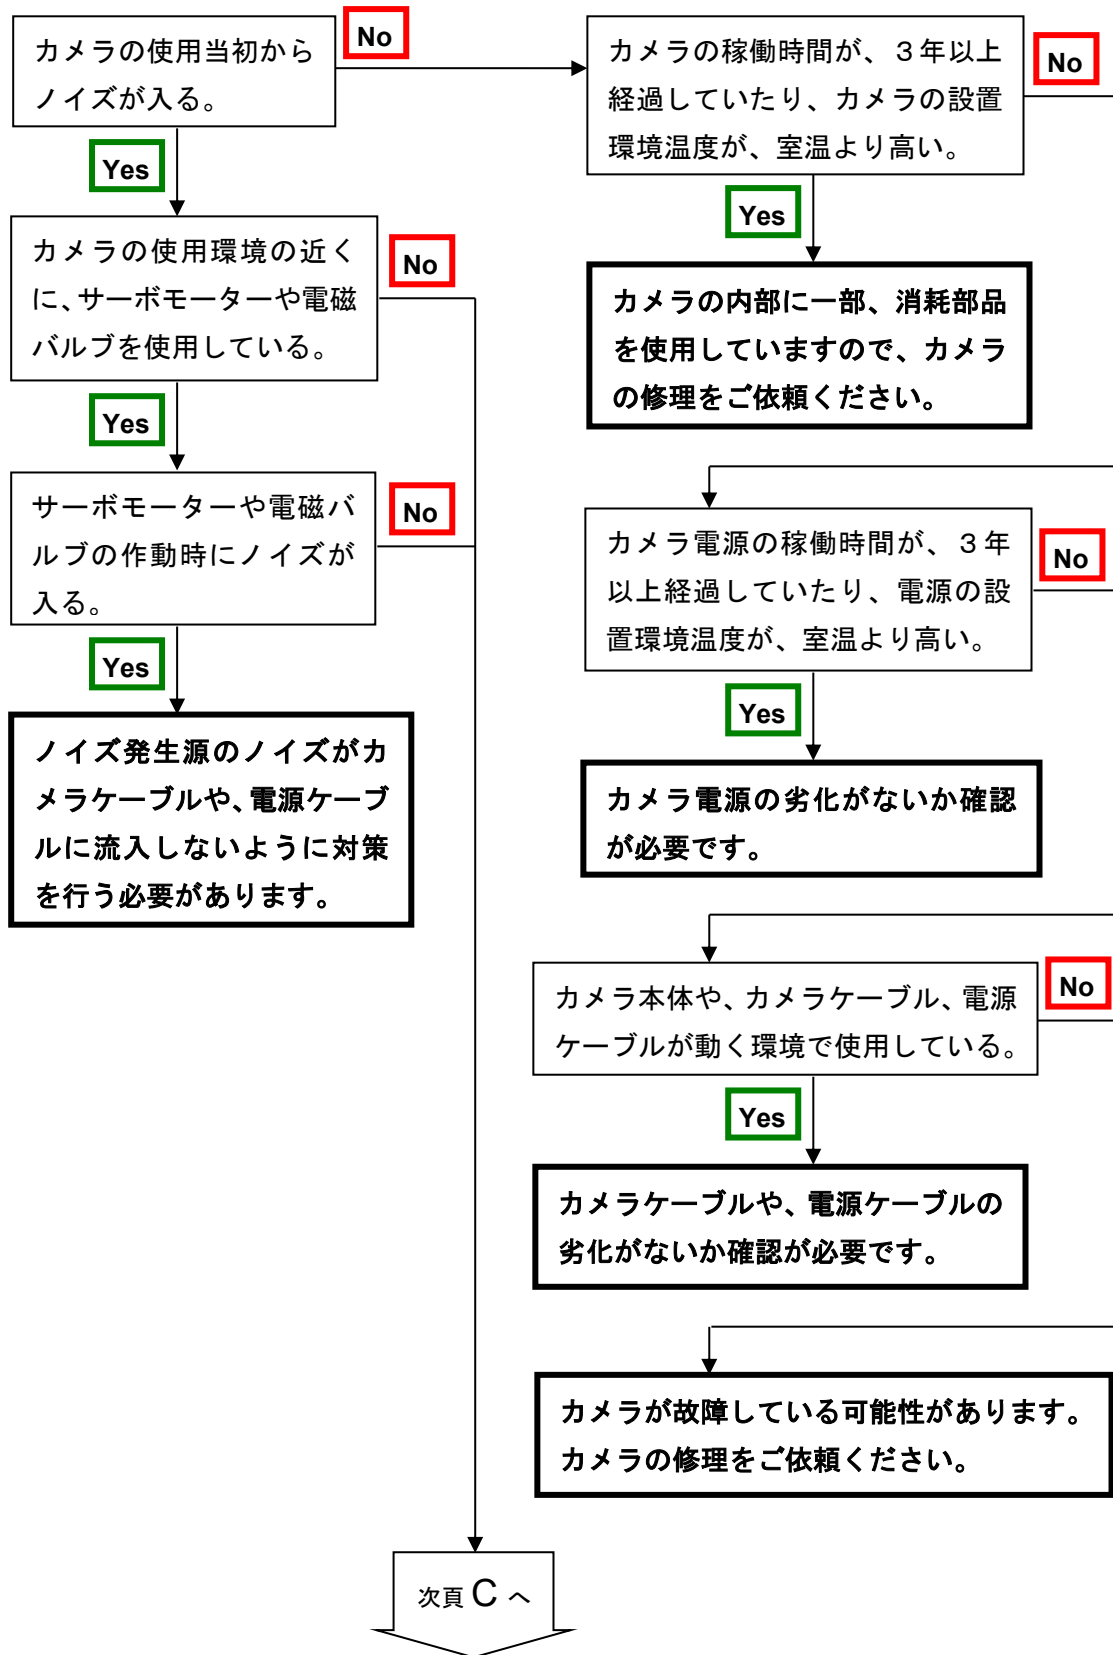 カメラの使用当初から
ノイズが入る。
No
Yes
カメラの使用環境の近く
に、サーボモーターや電磁
バルブを使用している。
No
Yes
サーボモーターや電磁バ
ルブの作動時にノイズが
入る。
No
Yes
ノイズ発生源のノイズがカ
メラケーブルや、電源ケーブ
ルに流入しないように対策
を行う必要があります。
カメラの稼働時間が、３年以上
経過していたり、カメラの設置
環境温度が、室温より高い。
No
Yes
カメラの内部に一部、消耗部品
を使用していますので、カメラ
の修理をご依頼ください。
カメラ電源の稼働時間が、３年
以上経過していたり、電源の設
置環境温度が、室温より高い。
No
Yes
カメラ電源の劣化がないか確認
が必要です。
カメラ本体や、カメラケーブル、電源
ケーブルが動く環境で使用している。
No
Yes
カメラケーブルや、電源ケーブルの
劣化がないか確認が必要です。
カメラが故障している可能性があります。
カメラの修理をご依頼ください。
次頁 C へ